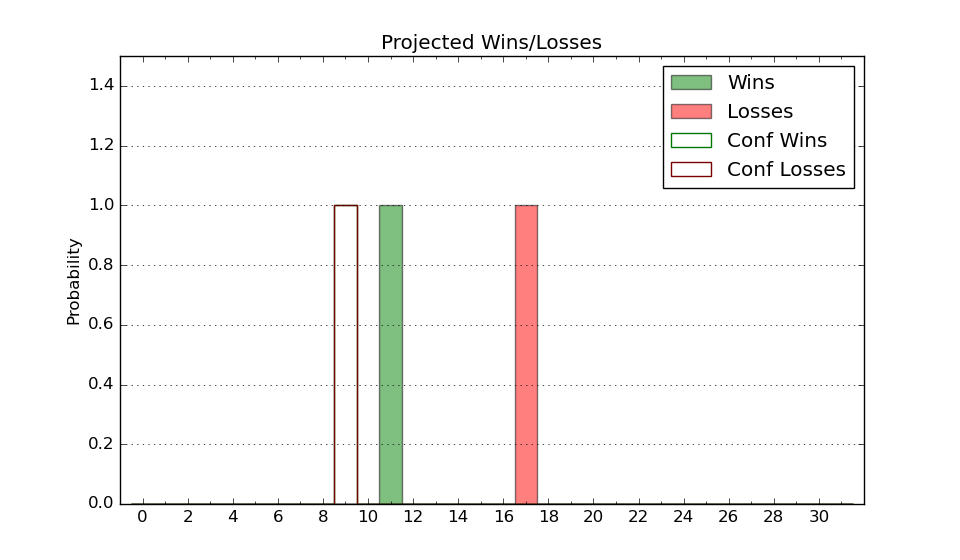 Projected Wins/Losses
1.4
1.2
1.0
0.8
0.6
0.4
0.2
0.0
Probability
Wins
Losses
Conf Wins
Conf Losses
0 2 4 6 8 10 12 14 16 18 20 22 24 26 28 30